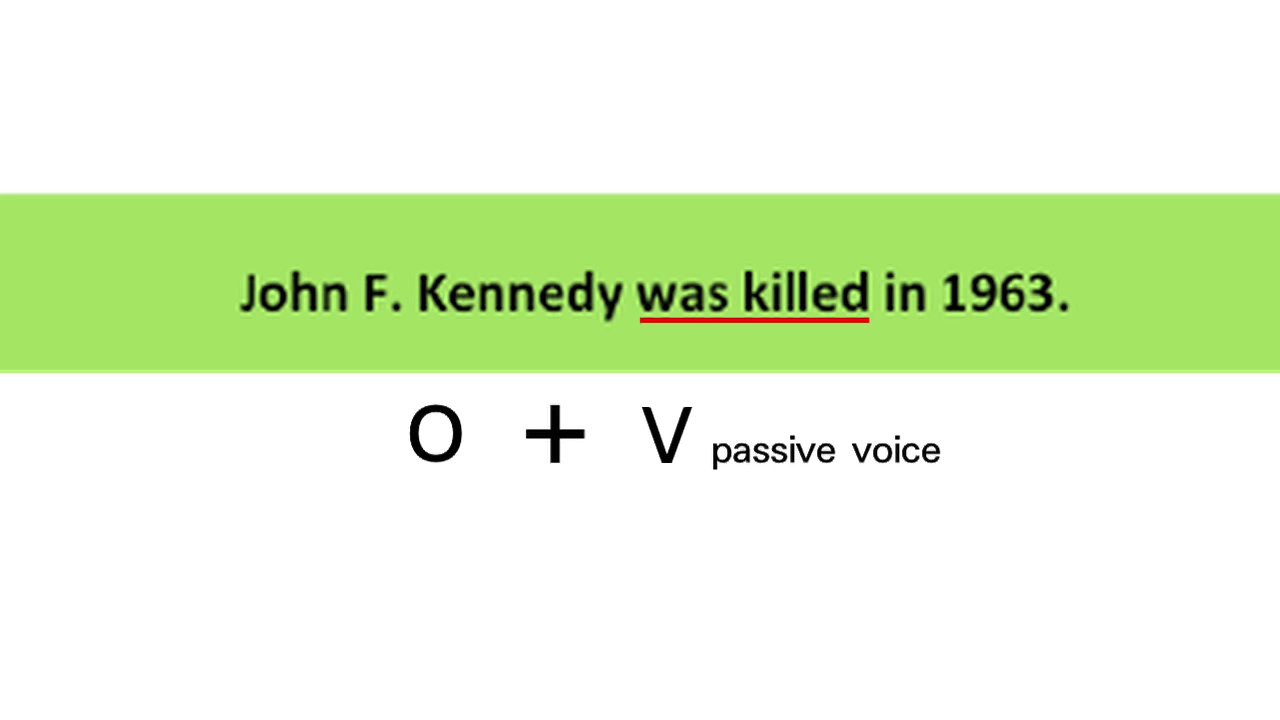 John F. Kennedy was killed in 1963.
O + V passive voice